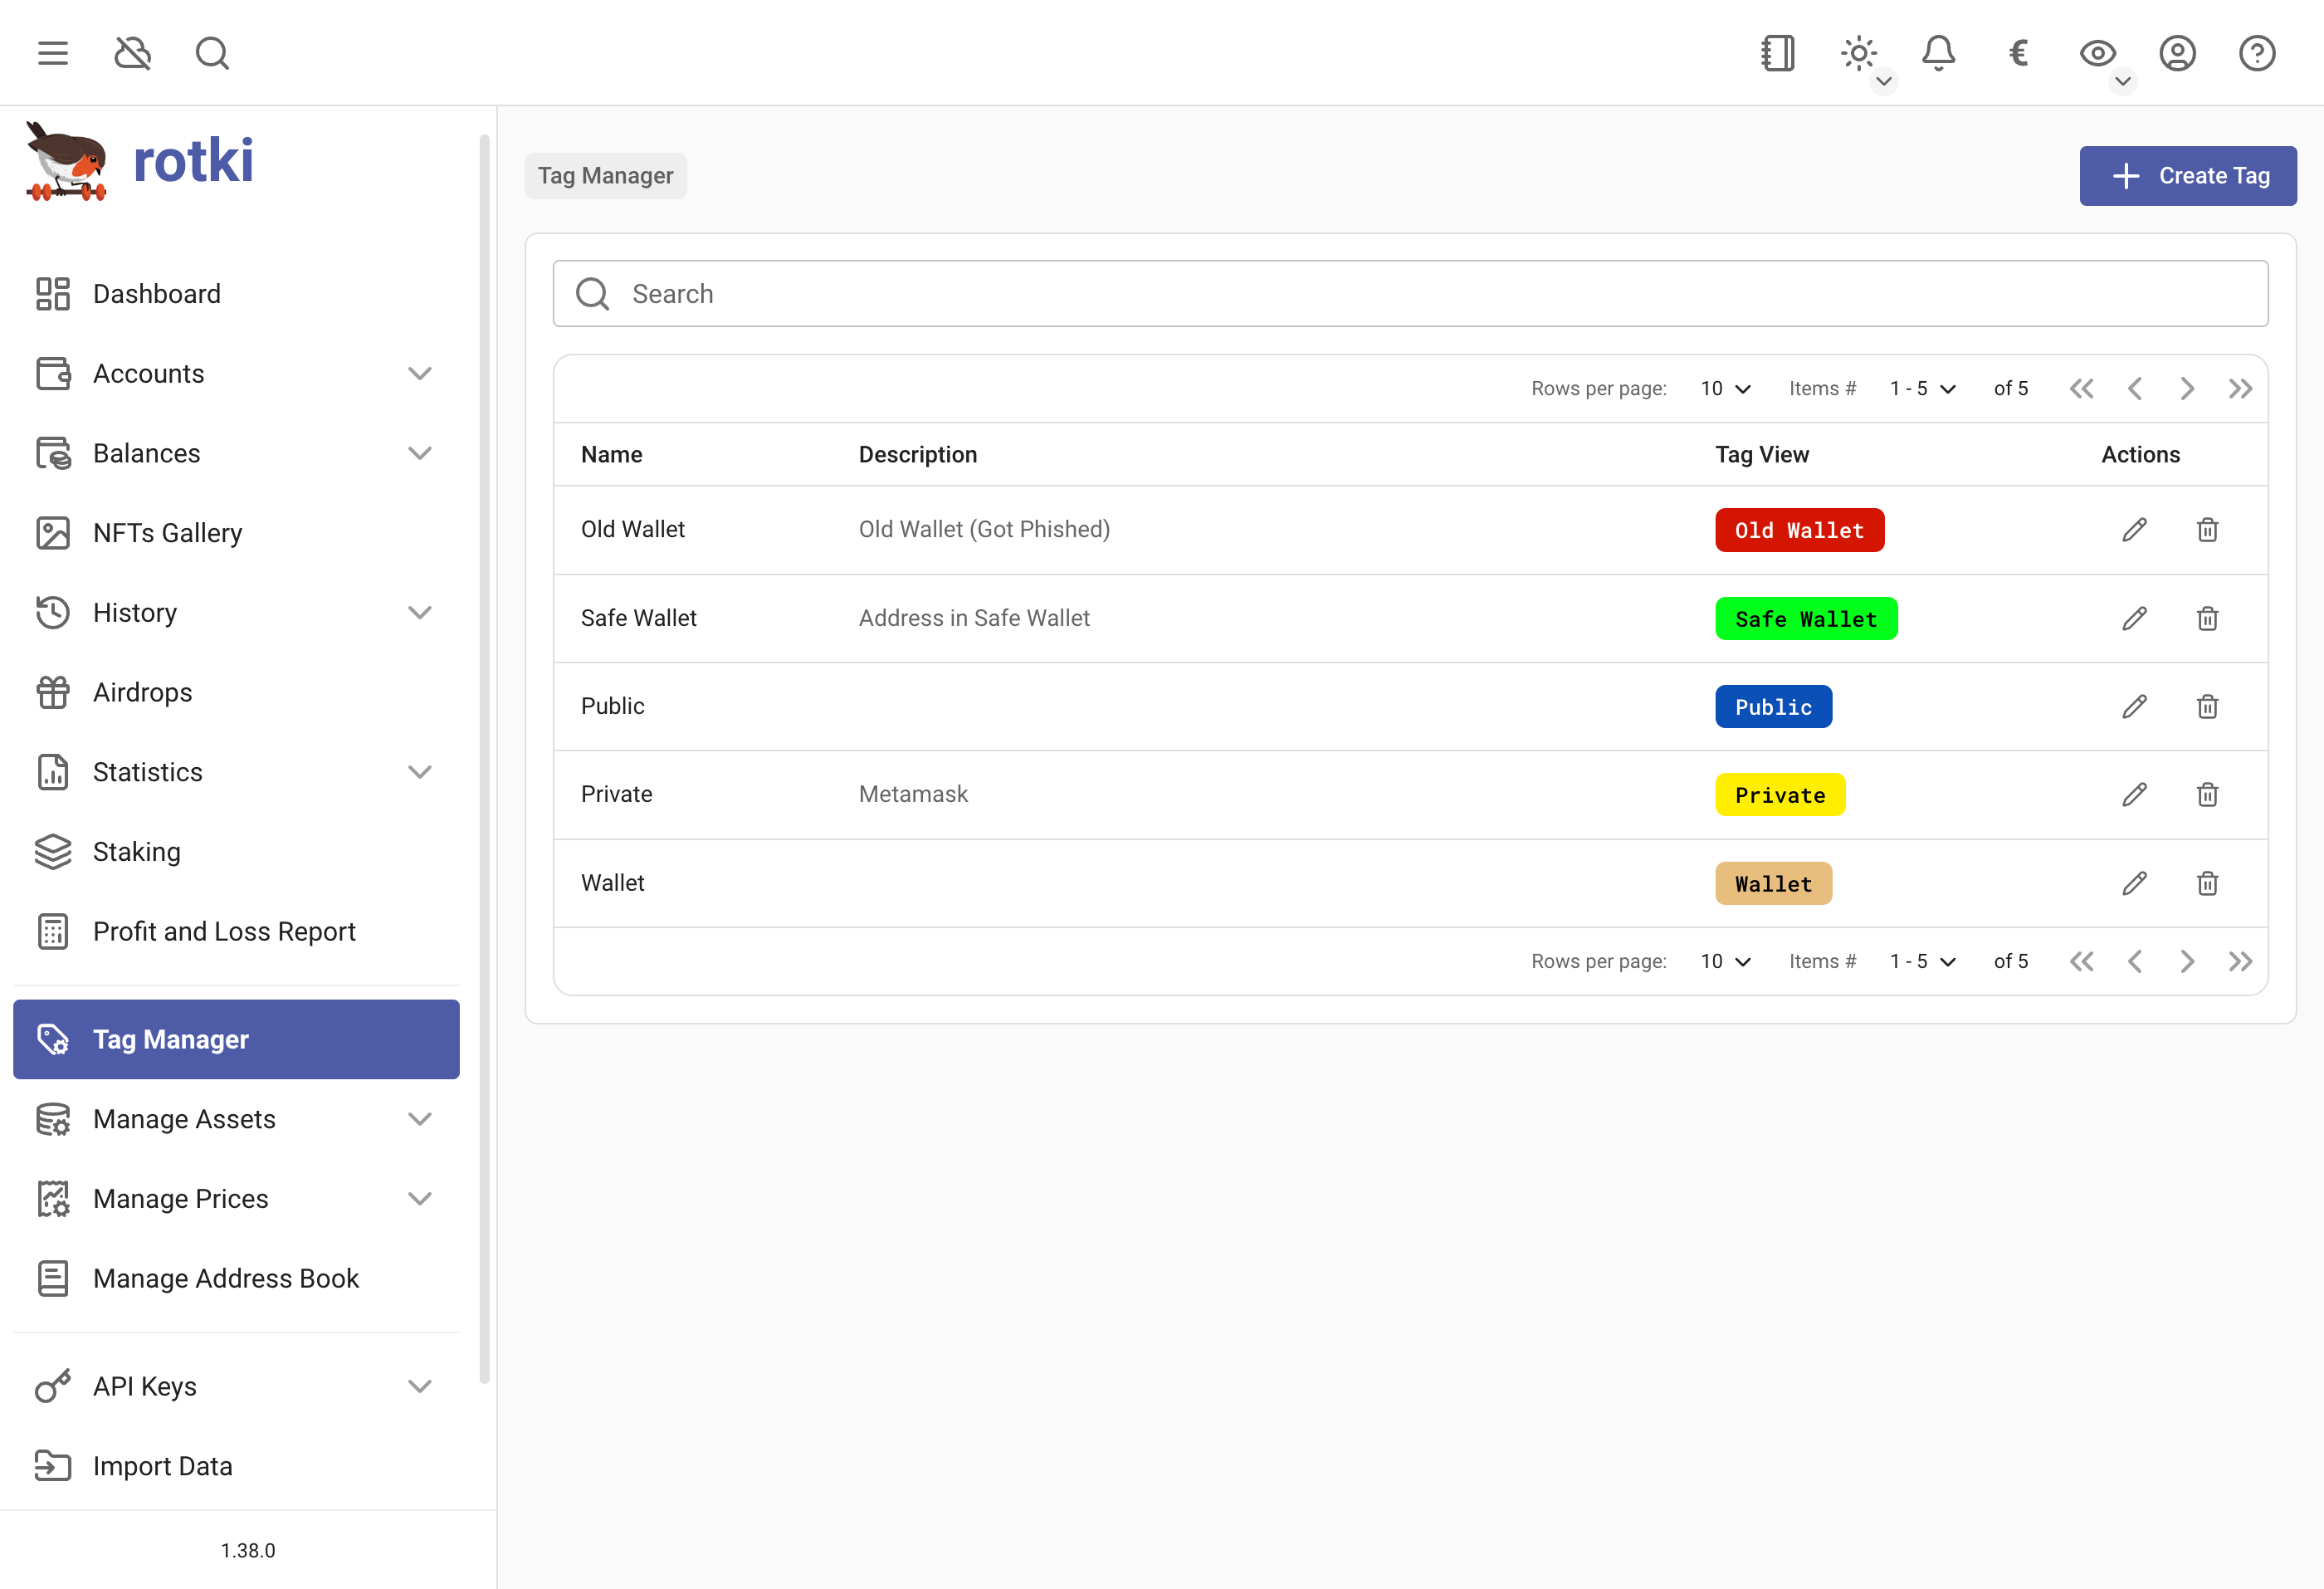 €
rotki
Dashboard
Accounts
Balances
NFTs Gallery
History
Airdrops
Statistics
Staking
Profit and Loss Report
Tag Manager
Manage Assets
Manage Prices
Manage Address Book
API Keys
Import Data
1.38.0
Tag Manager
Create Tag
Search
Rows per page: 10 Items # 1 - 5 of 5
Name Description Tag View Actions
Old Wallet Old Wallet (Got Phished) Old Wallet
Safe Wallet Address in Safe Wallet Safe Wallet
Public Public
Private Metamask Private
Wallet Wallet
Rows per page: 10 Items # 1 - 5 of 5